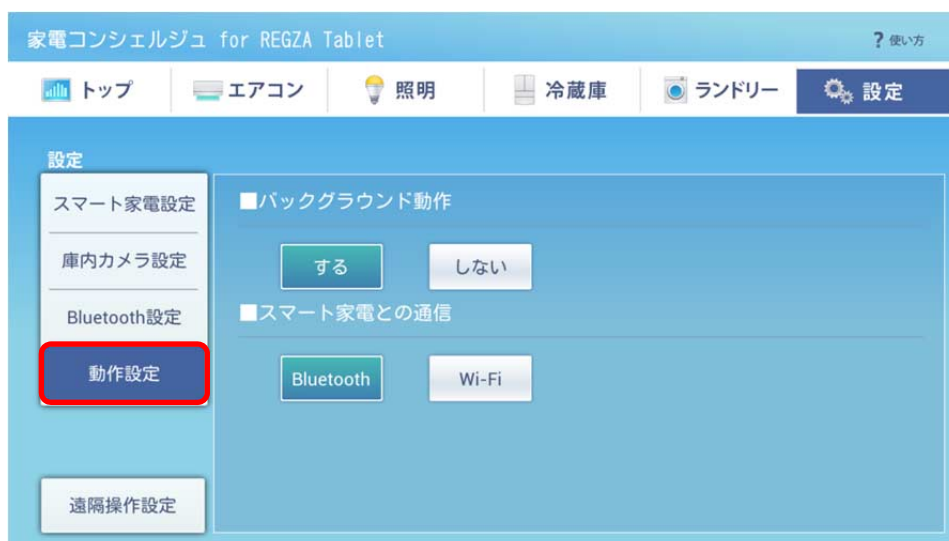 家電コンシェルジュ for REGZA Tablet
? 使い方
トップ
エアコン
照明
冷蔵庫
ランドリー
設定
設定
スマート家電設定
庫内カメラ設定
Bluetooth設定
動作設定
遠隔操作設定
■バックグラウンド動作
する
しない
■スマート家電との通信
Bluetooth
Wi-Fi